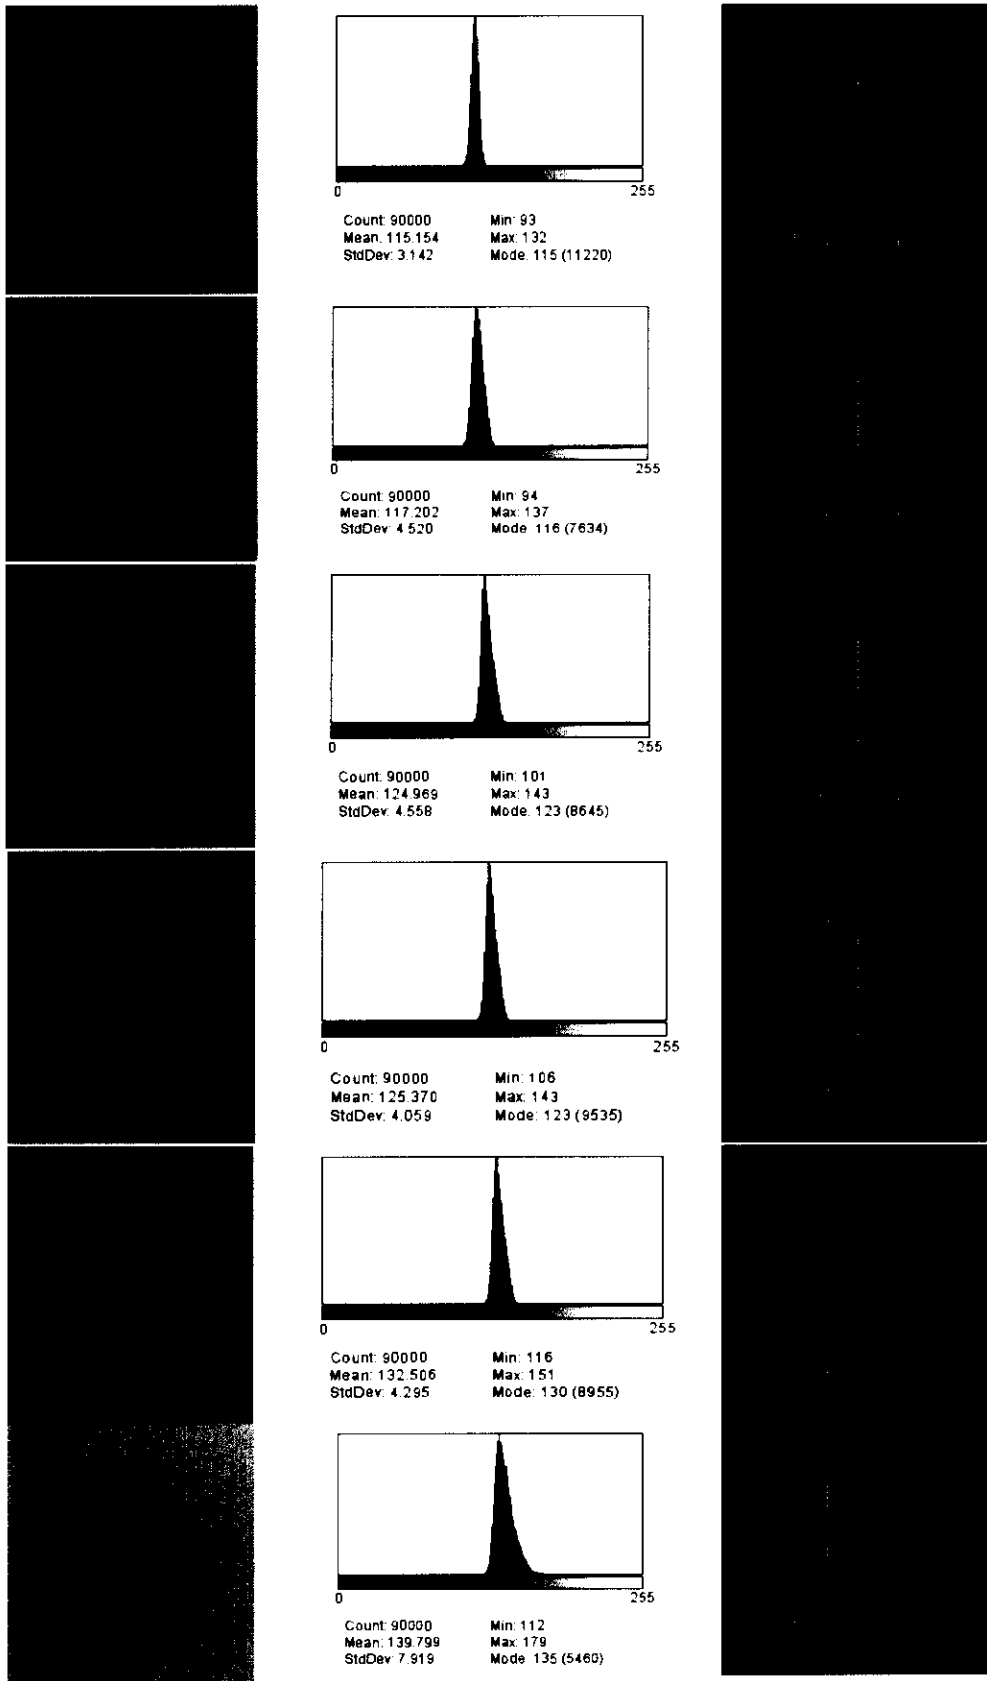 0 255
Count: 90000 Min: 93
Mean: 115.154 Max: 132
StdDev: 3.142 Mode: 115 (11220)
0 255
Count: 90000 Min: 94
Mean: 117.202 Max: 137
StdDev: 4.520 Mode: 116 (7634)
0 255
Count: 90000 Min: 101
Mean: 124.969 Max: 143
StdDev: 4.558 Mode: 123 (8645)
0 255
Count: 90000 Min: 106
Mean: 125.370 Max: 143
StdDev: 4.059 Mode: 123 (9535)
0 255
Count: 90000 Min: 116
Mean: 132.506 Max: 151
StdDev: 4.295 Mode: 130 (8955)
0 255
Count: 90000 Min: 112
Mean: 139.799 Max: 179
StdDev: 7.919 Mode: 135 (5460)